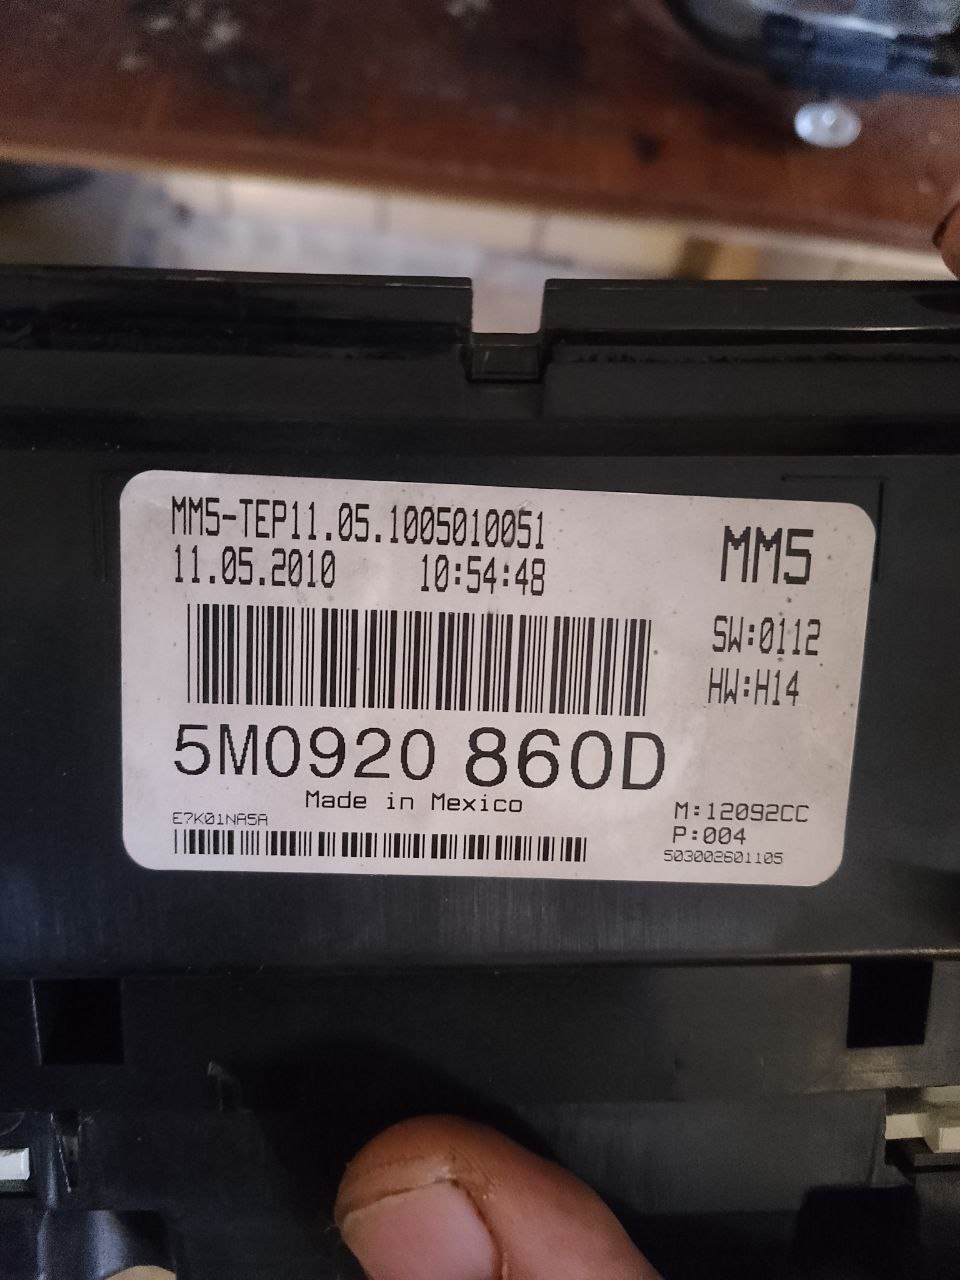 MM5-TEP11.05.1005010051
11.05.2010 10:54:48
MM5
SW:0112
HW:H14
5M0920 860D
Made in Mexico
E7K01NA5A
M:12092CC
P:004
503002601105